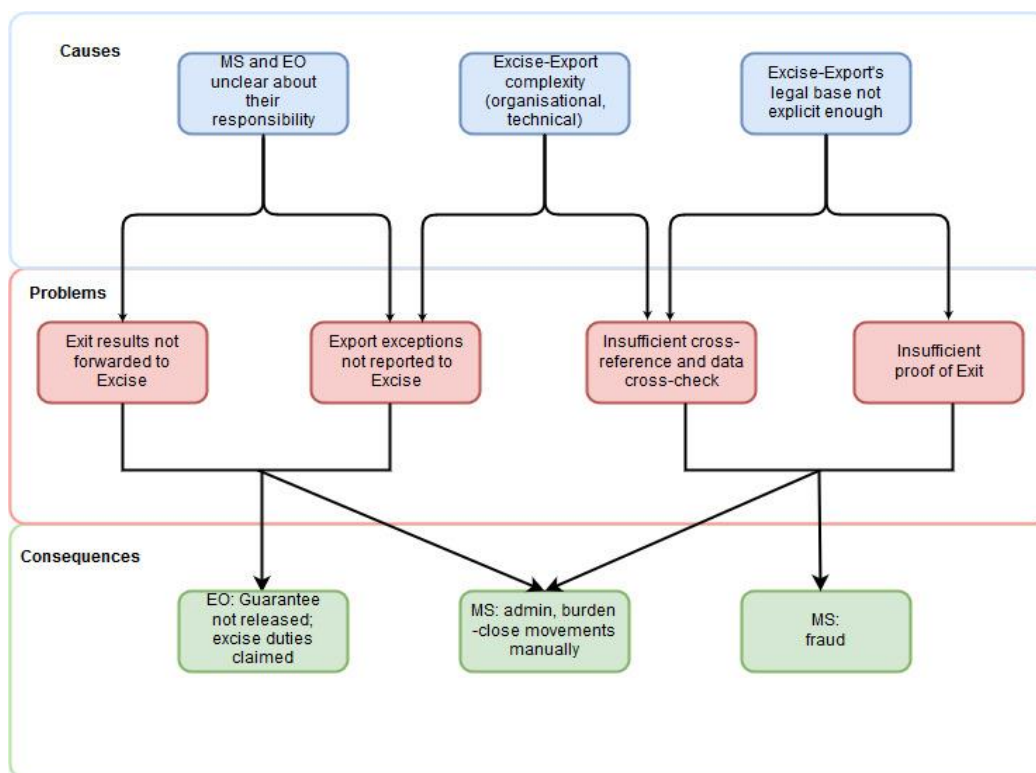 Causes
MS and EO
unclear about
their
responsibility
Excise-Export
complexity
(organisational,
technical)
Excise-Export's
legal base not
explicit enough
Problems
Exit results not
forwarded to
Excise
Export exceptions
not reported to
Excise
Insufficient cross-
reference and data
cross-check
Insufficient
proof of Exit
Consequences
EO: Guarantee
not released;
excise duties
claimed
MS: admin, burden
-close movements
manually
MS:
fraud